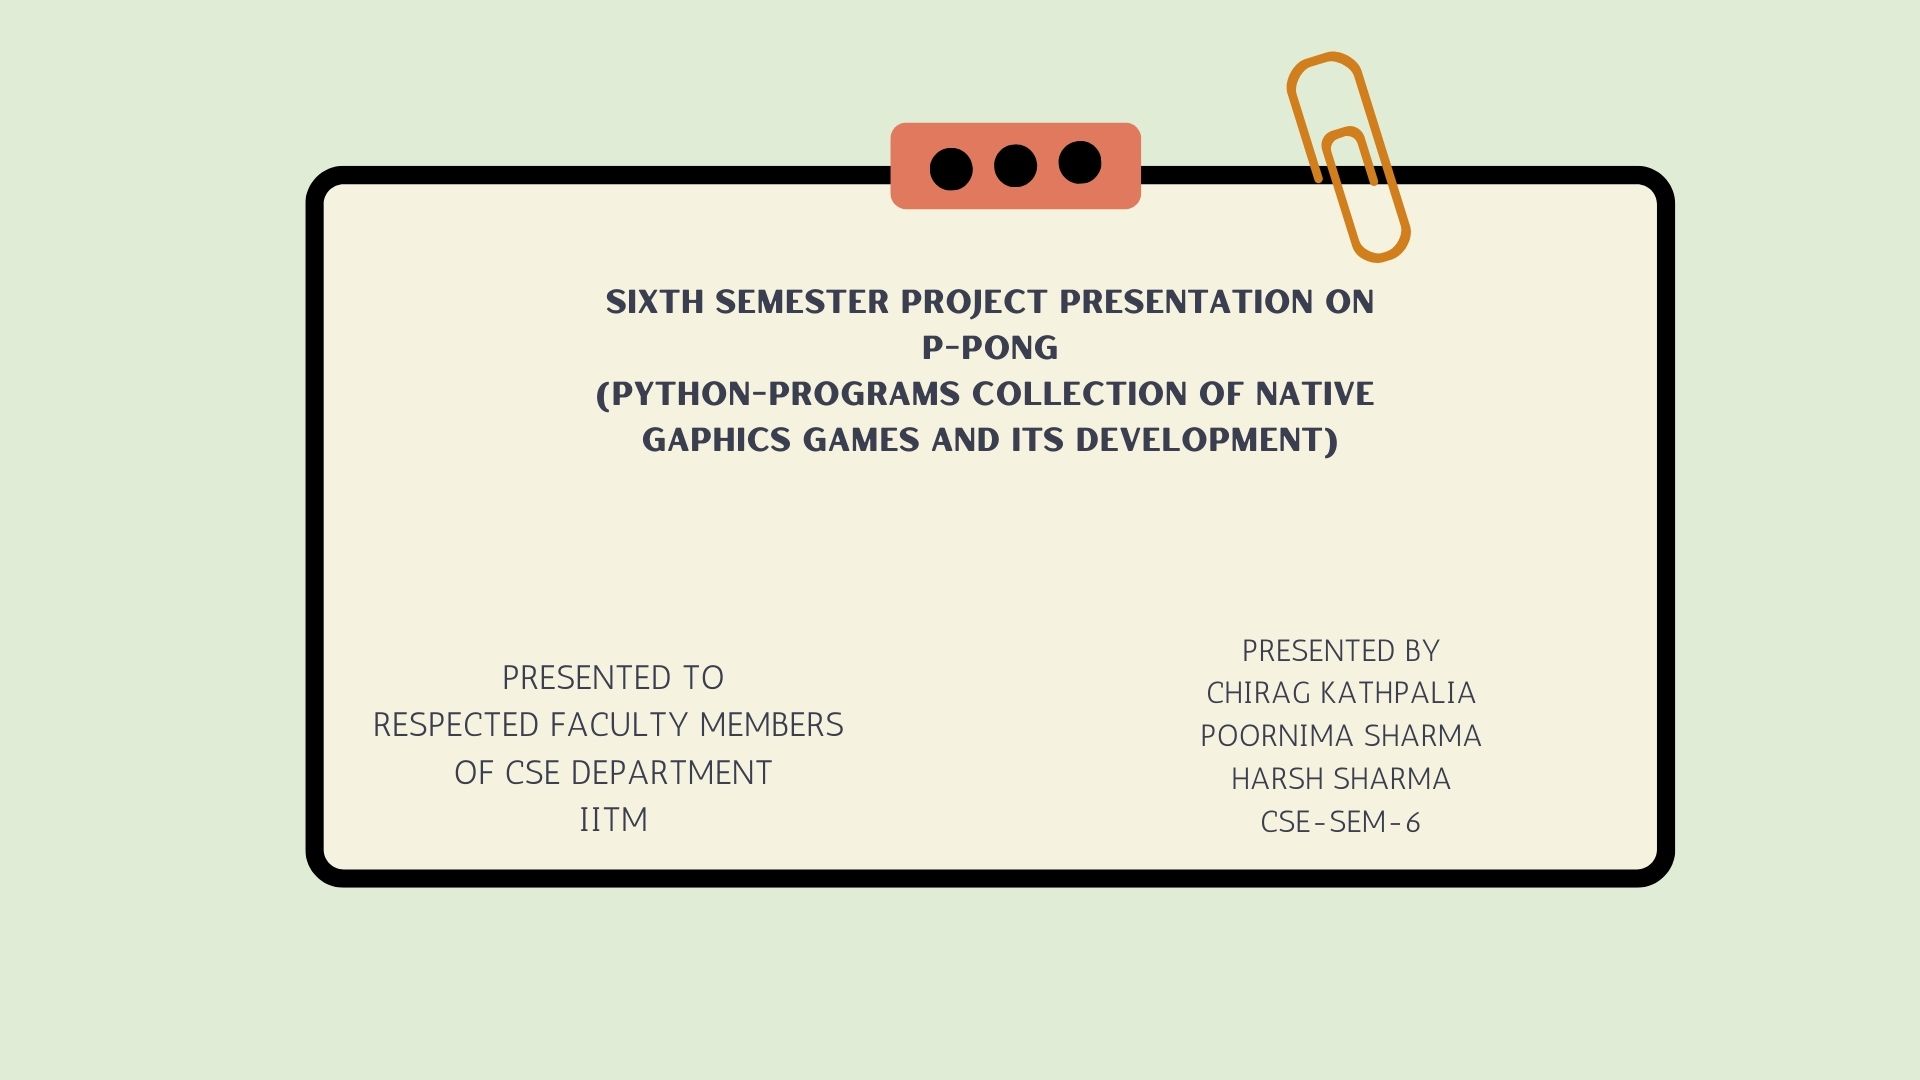 SIXTH SEMESTER PROJECT PRESENTATION ON
P-PONG
(PYTHON-PROGRAMS COLLECTION OF NATIVE
GAPHICS GAMES AND ITS DEVELOPMENT)
PRESENTED TO
RESPECTED FACULTY MEMBERS
OF CSE DEPARTMENT
IITM
PRESENTED BY
CHIRAG KATHPALIA
POORNIMA SHARMA
HARSH SHARMA
CSE-SEM-6